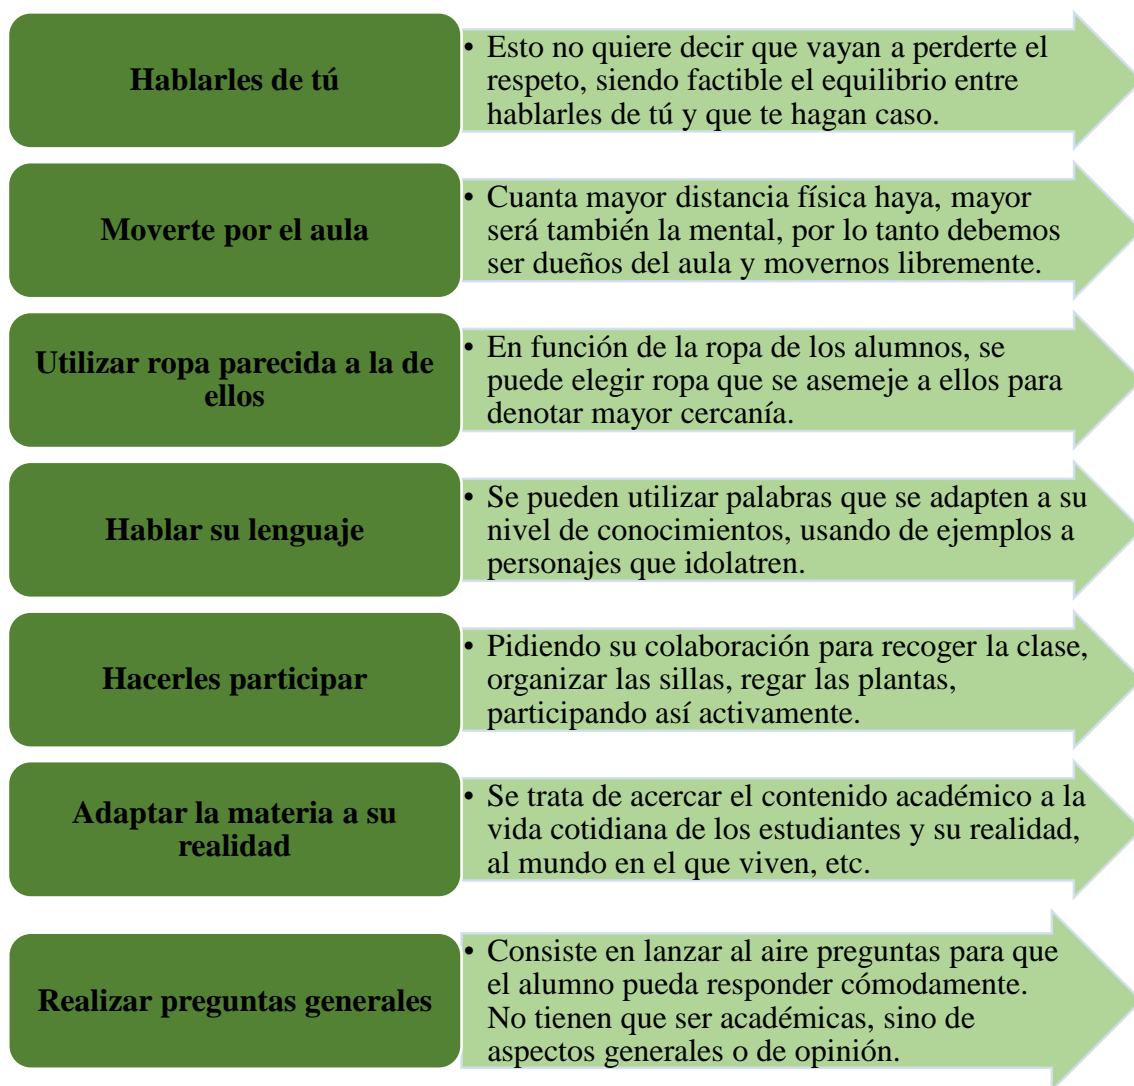 Hablarles de tú
• Esto no quiere decir que vayan a perderte el
respeto, siendo factible el equilibrio entre
hablarles de tú y que te hagan caso.
Moverte por el aula
• Cuanta mayor distancia física haya, mayor
será también la mental, por lo tanto debemos
ser dueños del aula y movernos libremente.
Utilizar ropa parecida a la de
ellos
• En función de la ropa de los alumnos, se
puede elegir ropa que se asemeje a ellos para
denotar mayor cercanía.
Hablar su lenguaje
• Se pueden utilizar palabras que se adapten a su
nivel de conocimientos, usando de ejemplos a
personajes que idolatren.
Hacerles participar
• Pidiendo su colaboración para recoger la clase,
organizar las sillas, regar las plantas,
participando así activamente.
Adaptar la materia a su
realidad
• Se trata de acercar el contenido académico a la
vida cotidiana de los estudiantes y su realidad,
al mundo en el que viven, etc.
Realizar preguntas generales
• Consiste en lanzar al aire preguntas para que
el alumno pueda responder cómodamente.
No tienen que ser académicas, sino de
aspectos generales o de opinión.